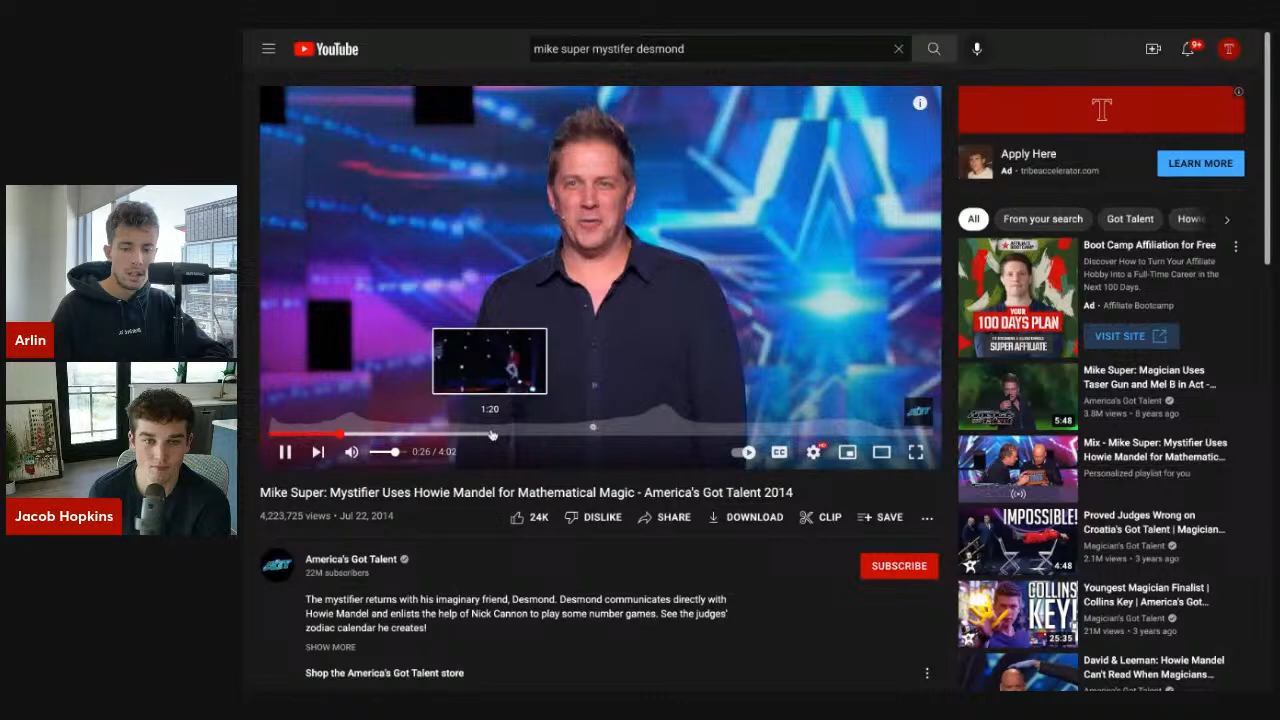 YouTube
mike super mystifer desmond
9+
T
Arlin
Jacob Hopkins
1:20
0:26 / 4:02
CC
HD
AGT
Mike Super: Mystifier Uses Howie Mandel for Mathematical Magic - America's Got Talent 2014
4,223,725 views • Jul 22, 2014
24K
DISLIKE
SHARE
DOWNLOAD
CLIP
SAVE
America's Got Talent
22M subscribers
SUBSCRIBE
The mystifier returns with his imaginary friend, Desmond. Desmond communicates directly with
Howie Mandel and enlists the help of Nick Cannon to play some number games. See the judges'
zodiac calendar he creates!
SHOW MORE
Shop the America's Got Talent store
T
Apply Here
Ad • tribeaccelerator.com
LEARN MORE
All
From your search
Got Talent
Howie
YOUR
100 DAYS PLAN
SUPER AFFILIATE
Boot Camp Affiliation for Free
Discover How to Turn Your Affiliate
Hobby Into a Full-Time Career in the
Next 100 Days.
Ad • Affiliate Bootcamp
VISIT SITE
5:48
Mike Super: Magician Uses
Taser Gun and Mel B in Act -...
America's Got Talent
3.8M views • 8 years ago
Mix - Mike Super: Mystifier Uses
Howie Mandel for Mathematic...
Personalized playlist for you
IMPOSSIBLE!
4:48
Proved Judges Wrong on
Croatia's Got Talent | Magician...
Magician's Got Talent
2.1M views • 3 years ago
COLLINS
KEY!
25:35
Youngest Magician Finalist |
Collins Key | America's Got...
Magician's Got Talent
21M views • 3 years ago
David & Leeman: Howie Mandel
Can't Read When Magicians...
America's Got Talent